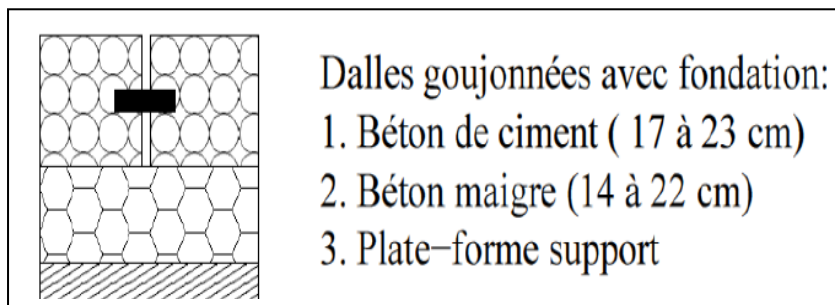 Dalles goujonnées avec fondation:
1. Béton de ciment ( 17 à 23 cm)
2. Béton maigre (14 à 22 cm)
3. Plate-forme support